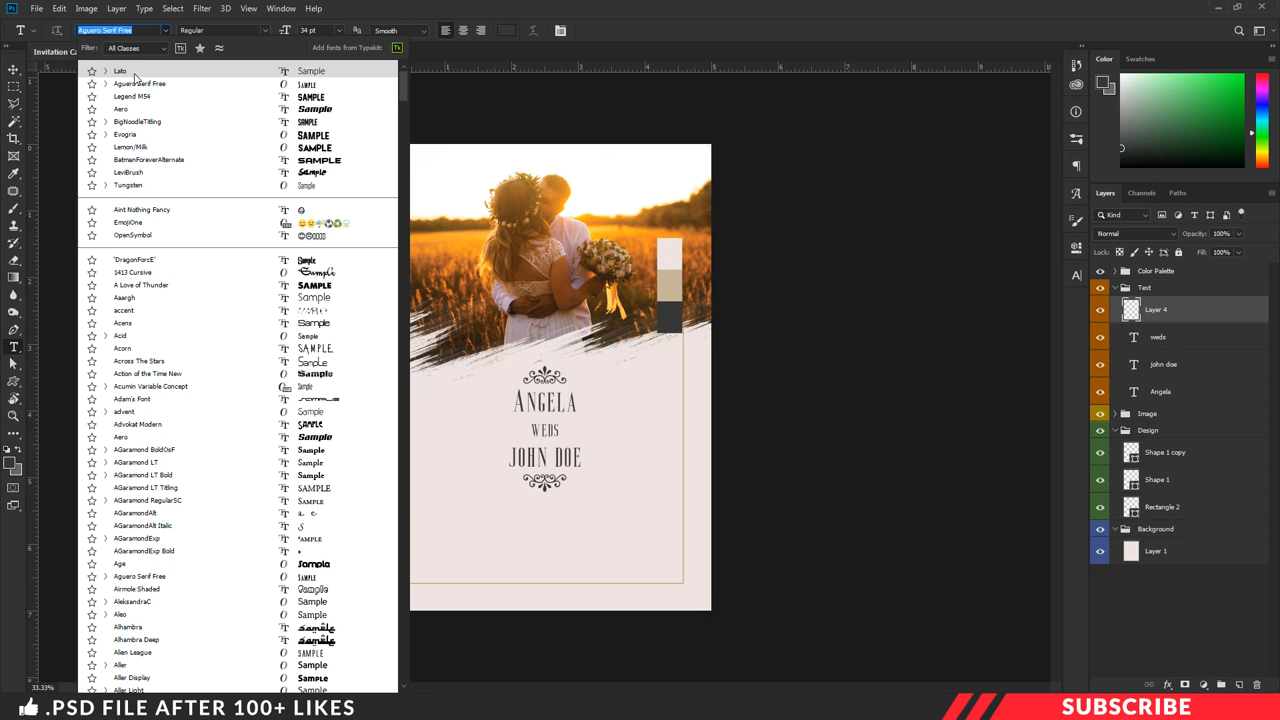 Ps File Edit Image Layer Type Select Filter 3D View Window Help
T Aguero Serif Free Regular 34 pt Smooth
Filter: All Classes Tk Add fonts from Typekit: Tk
Invitation Ca
Lato Sample
Aguero Serif Free SAMPLE
Legend M54 SAMPLE
Aero Sample
BigNoodleTitling SAMPLE
Evogria SAMPLE
Lemon/Milk SAMPLE
BatmanForeverAlternate SAMPLE
LeviBrush Sample
Tungsten Sample
Aint Nothing Fancy
EmojiOne
OpenSymbol
'DragonForcE' Sample
1413 Cursive Sample
A Love of Thunder SAMPLE
Aaargh Sample
accent
Acens Sample
Acid Sample
Acorn SAMPLE
Across The Stars Sample
Action of the Time New Sample
Acumin Variable Concept Sample
Adam's Font
advent Sample
Advokat Modern SAMPLE
Aero Sample
AGaramond BoldOsF Sample
AGaramond LT Sample
AGaramond LT Bold Sample
AGaramond LT Titling SAMPLE
AGaramond RegularSC SAMPLE
AGaramondAlt a e
AGaramondAlt Italic
AGaramondExp
AGaramondExp Bold
Age Sample
Aguero Serif Free SAMPLE
Airmole Shaded Sample
AleksandraC Sample
Aleo Sample
Alhambra
Alhambra Deep
Alien League SAMPLE
Aller Sample
Aller Display Sample
Aller Light Sample
Angela
weds
John Doe
Color Swatches
Layers Channels Paths
Kind
Normal Opacity: 100%
Lock: Fill: 100%
Color Palette
Text
Layer 4
T weds
T john doe
T Angela
Image
Design
Shape 1 copy
Shape 1
Rectangle 2
Background
Layer 1
33.33%
.PSD FILE AFTER 100+ LIKES
SUBSCRIBE